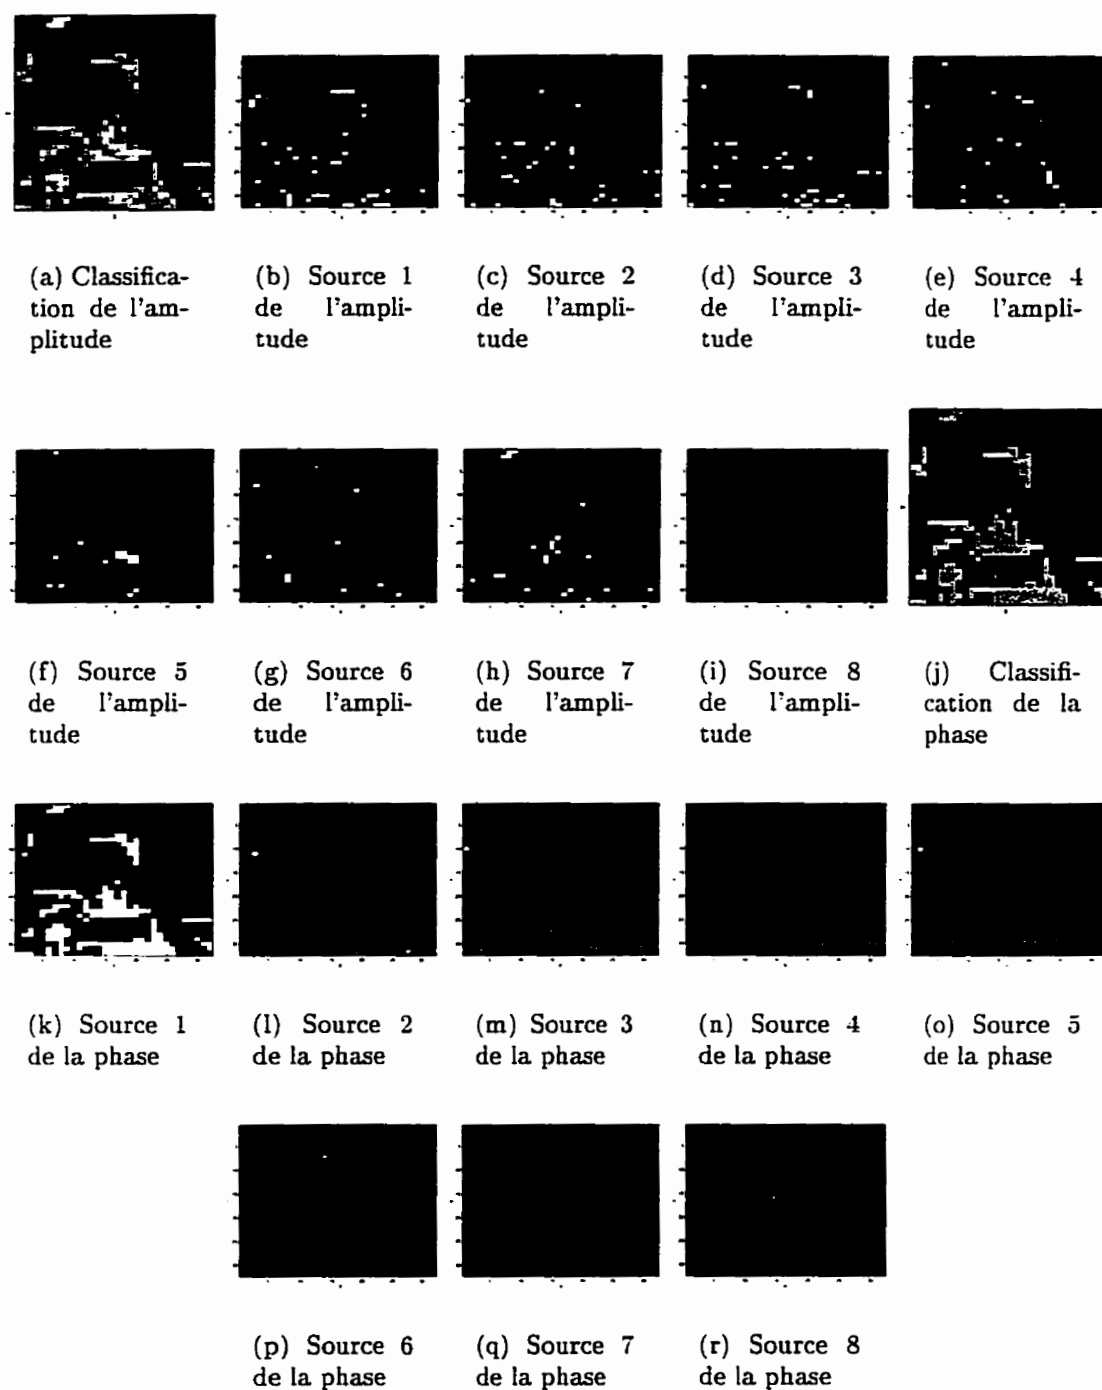 (a) Classifica-
tion de l'am-
plitude
(b) Source 1
de l'ampli-
tude
(c) Source 2
de l'ampli-
tude
(d) Source 3
de l'ampli-
tude
(e) Source 4
de l'ampli-
tude
(f) Source 5
de l'ampli-
tude
(g) Source 6
de l'ampli-
tude
(h) Source 7
de l'ampli-
tude
(i) Source 8
de l'ampli-
tude
(j) Classifi-
cation de la
phase
(k) Source 1
de la phase
(l) Source 2
de la phase
(m) Source 3
de la phase
(n) Source 4
de la phase
(o) Source 5
de la phase
(p) Source 6
de la phase
(q) Source 7
de la phase
(r) Source 8
de la phase